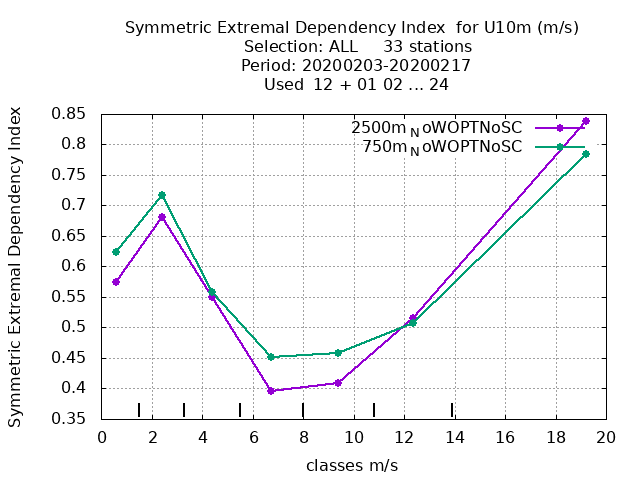 Symmetric Extremal Dependency Index  for U10m (m/s)
Selection: ALL     33 stations
Period: 20200203-20200217
Used  12 + 01 02 ... 24
Symmetric Extremal Dependency Index
2500m_NoWOPTNoSC
750m_NoWOPTNoSC
0.85
0.8
0.75
0.7
0.65
0.6
0.55
0.5
0.45
0.4
0.35
0 2 4 6 8 10 12 14 16 18 20
classes m/s